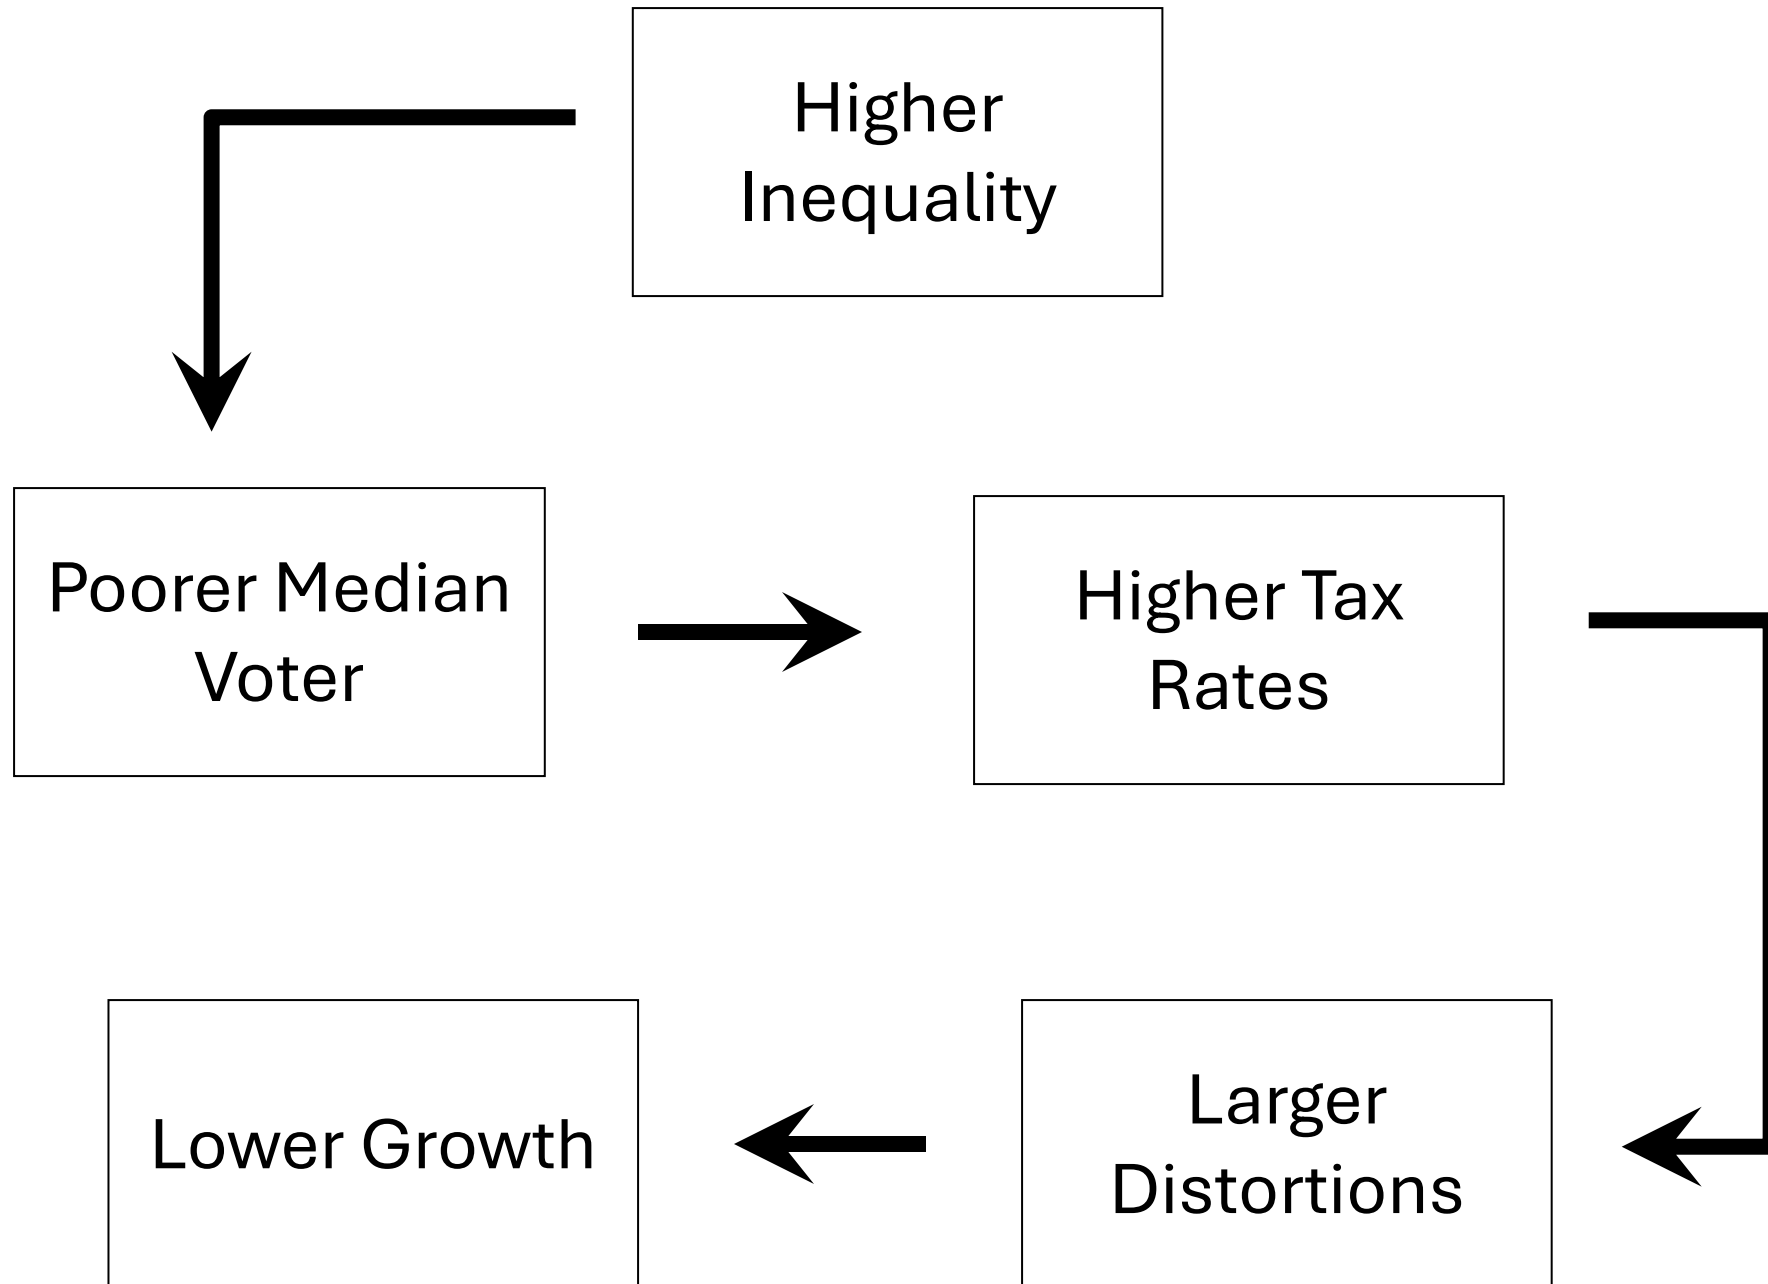 Higher
Inequality
Poorer Median
Voter
Higher Tax
Rates
Larger
Distortions
Lower Growth